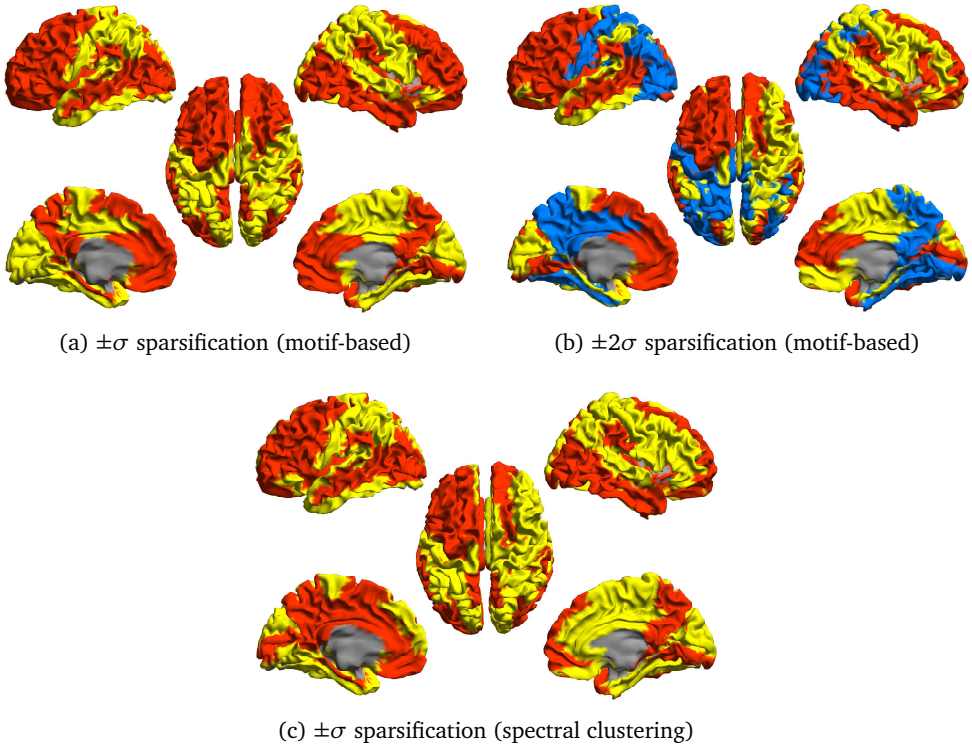 (a) ±σ sparsification (motif-based)
(b) ±2σ sparsification (motif-based)
(c) ±σ sparsification (spectral clustering)